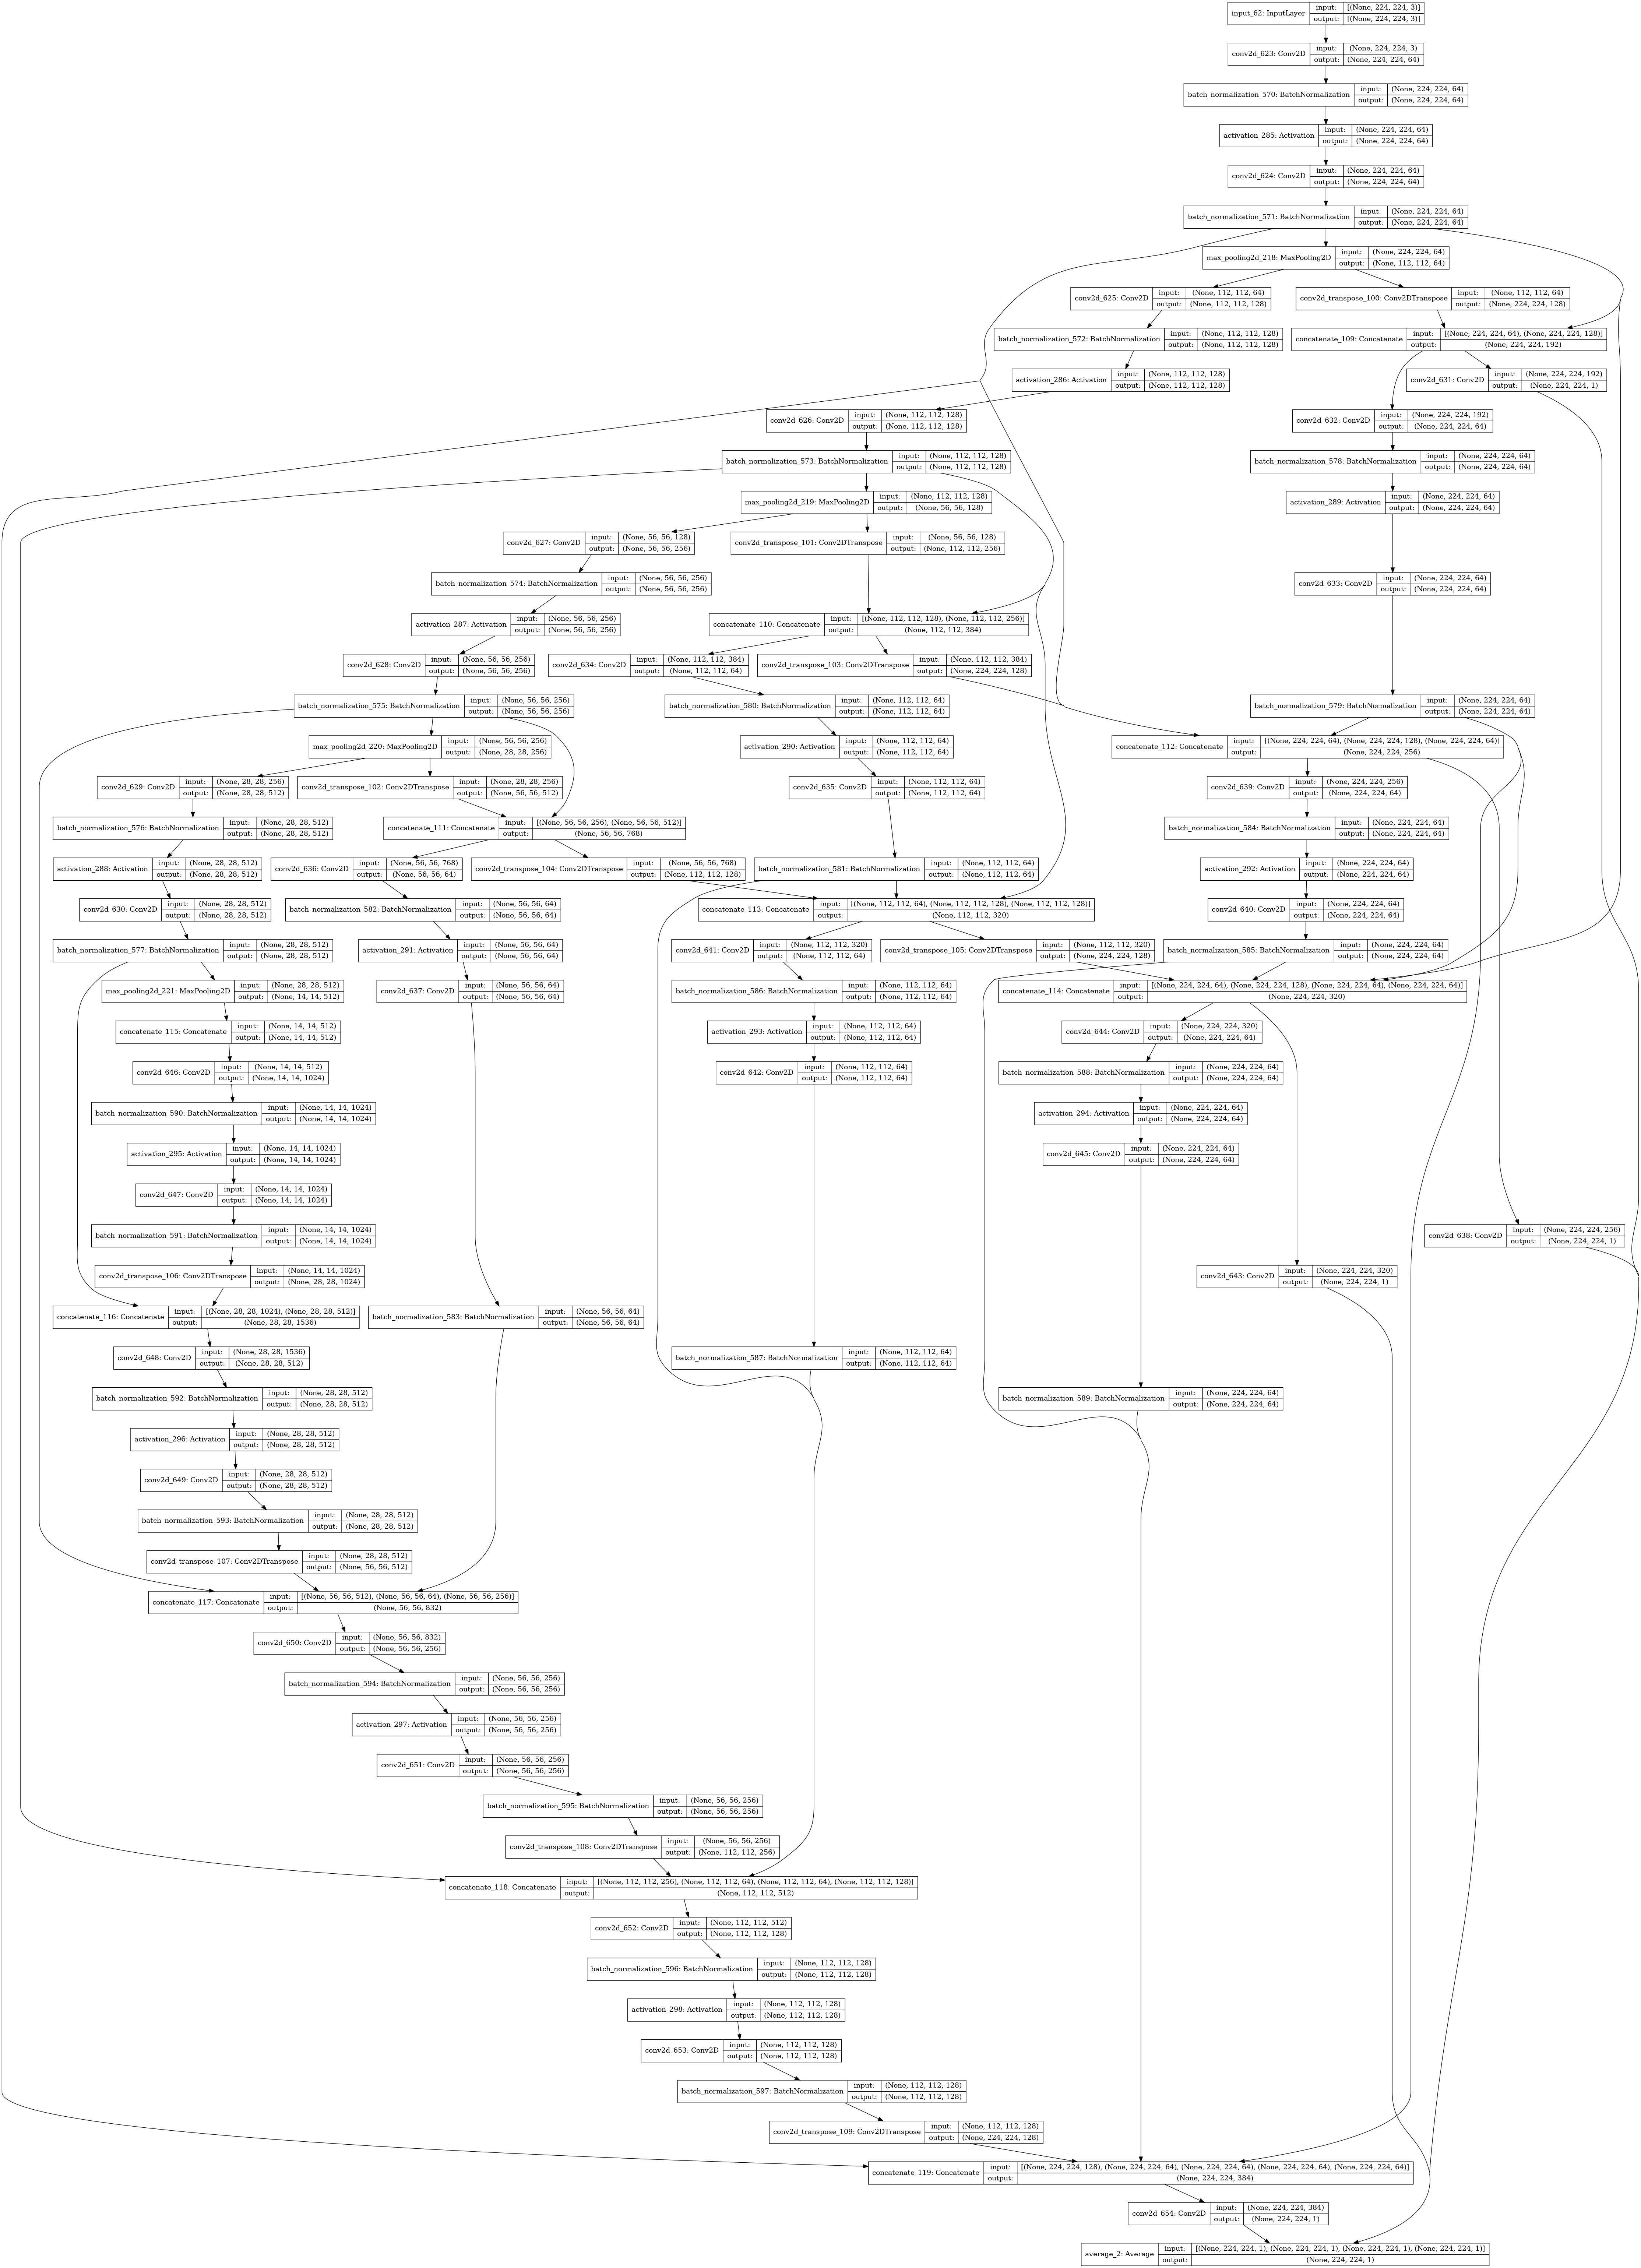 input_62: InputLayer input: [(None, 224, 224, 3)]
output: [(None, 224, 224, 3)]
conv2d_623: Conv2D input: (None, 224, 224, 3)
output: (None, 224, 224, 64)
batch_normalization_570: BatchNormalization input: (None, 224, 224, 64)
output: (None, 224, 224, 64)
activation_285: Activation input: (None, 224, 224, 64)
output: (None, 224, 224, 64)
conv2d_624: Conv2D input: (None, 224, 224, 64)
output: (None, 224, 224, 64)
batch_normalization_571: BatchNormalization input: (None, 224, 224, 64)
output: (None, 224, 224, 64)
max_pooling2d_218: MaxPooling2D input: (None, 224, 224, 64)
output: (None, 112, 112, 64)
conv2d_625: Conv2D input: (None, 112, 112, 64)
output: (None, 112, 112, 128)
conv2d_transpose_100: Conv2DTranspose input: (None, 112, 112, 64)
output: (None, 224, 224, 128)
batch_normalization_572: BatchNormalization input: (None, 112, 112, 128)
output: (None, 112, 112, 128)
concatenate_109: Concatenate input: [(None, 224, 224, 64), (None, 224, 224, 128)]
output: (None, 224, 224, 192)
activation_286: Activation input: (None, 112, 112, 128)
output: (None, 112, 112, 128)
conv2d_631: Conv2D input: (None, 224, 224, 192)
output: (None, 224, 224, 1)
conv2d_626: Conv2D input: (None, 112, 112, 128)
output: (None, 112, 112, 128)
conv2d_632: Conv2D input: (None, 224, 224, 192)
output: (None, 224, 224, 64)
batch_normalization_573: BatchNormalization input: (None, 112, 112, 128)
output: (None, 112, 112, 128)
batch_normalization_578: BatchNormalization input: (None, 224, 224, 64)
output: (None, 224, 224, 64)
max_pooling2d_219: MaxPooling2D input: (None, 112, 112, 128)
output: (None, 56, 56, 128)
activation_289: Activation input: (None, 224, 224, 64)
output: (None, 224, 224, 64)
conv2d_627: Conv2D input: (None, 56, 56, 128)
output: (None, 56, 56, 256)
conv2d_transpose_101: Conv2DTranspose input: (None, 56, 56, 128)
output: (None, 112, 112, 256)
batch_normalization_574: BatchNormalization input: (None, 56, 56, 256)
output: (None, 56, 56, 256)
conv2d_633: Conv2D input: (None, 224, 224, 64)
output: (None, 224, 224, 64)
activation_287: Activation input: (None, 56, 56, 256)
output: (None, 56, 56, 256)
concatenate_110: Concatenate input: [(None, 112, 112, 128), (None, 112, 112, 256)]
output: (None, 112, 112, 384)
conv2d_628: Conv2D input: (None, 56, 56, 256)
output: (None, 56, 56, 256)
conv2d_634: Conv2D input: (None, 112, 112, 384)
output: (None, 112, 112, 64)
conv2d_transpose_103: Conv2DTranspose input: (None, 112, 112, 384)
output: (None, 224, 224, 128)
batch_normalization_575: BatchNormalization input: (None, 56, 56, 256)
output: (None, 56, 56, 256)
batch_normalization_580: BatchNormalization input: (None, 112, 112, 64)
output: (None, 112, 112, 64)
batch_normalization_579: BatchNormalization input: (None, 224, 224, 64)
output: (None, 224, 224, 64)
max_pooling2d_220: MaxPooling2D input: (None, 56, 56, 256)
output: (None, 28, 28, 256)
activation_290: Activation input: (None, 112, 112, 64)
output: (None, 112, 112, 64)
concatenate_112: Concatenate input: [(None, 224, 224, 64), (None, 224, 224, 128), (None, 224, 224, 64)]
output: (None, 224, 224, 256)
conv2d_629: Conv2D input: (None, 28, 28, 256)
output: (None, 28, 28, 512)
conv2d_transpose_102: Conv2DTranspose input: (None, 28, 28, 256)
output: (None, 56, 56, 512)
conv2d_635: Conv2D input: (None, 112, 112, 64)
output: (None, 112, 112, 64)
conv2d_639: Conv2D input: (None, 224, 224, 256)
output: (None, 224, 224, 64)
batch_normalization_576: BatchNormalization input: (None, 28, 28, 512)
output: (None, 28, 28, 512)
concatenate_111: Concatenate input: [(None, 56, 56, 256), (None, 56, 56, 512)]
output: (None, 56, 56, 768)
batch_normalization_584: BatchNormalization input: (None, 224, 224, 64)
output: (None, 224, 224, 64)
activation_288: Activation input: (None, 28, 28, 512)
output: (None, 28, 28, 512)
conv2d_636: Conv2D input: (None, 56, 56, 768)
output: (None, 56, 56, 64)
conv2d_transpose_104: Conv2DTranspose input: (None, 56, 56, 768)
output: (None, 112, 112, 128)
batch_normalization_581: BatchNormalization input: (None, 112, 112, 64)
output: (None, 112, 112, 64)
activation_292: Activation input: (None, 224, 224, 64)
output: (None, 224, 224, 64)
conv2d_630: Conv2D input: (None, 28, 28, 512)
output: (None, 28, 28, 512)
batch_normalization_582: BatchNormalization input: (None, 56, 56, 64)
output: (None, 56, 56, 64)
concatenate_113: Concatenate input: [(None, 112, 112, 64), (None, 112, 112, 128), (None, 112, 112, 128)]
output: (None, 112, 112, 320)
conv2d_640: Conv2D input: (None, 224, 224, 64)
output: (None, 224, 224, 64)
batch_normalization_577: BatchNormalization input: (None, 28, 28, 512)
output: (None, 28, 28, 512)
activation_291: Activation input: (None, 56, 56, 64)
output: (None, 56, 56, 64)
conv2d_641: Conv2D input: (None, 112, 112, 320)
output: (None, 112, 112, 64)
conv2d_transpose_105: Conv2DTranspose input: (None, 112, 112, 320)
output: (None, 224, 224, 128)
batch_normalization_585: BatchNormalization input: (None, 224, 224, 64)
output: (None, 224, 224, 64)
max_pooling2d_221: MaxPooling2D input: (None, 28, 28, 512)
output: (None, 14, 14, 512)
conv2d_637: Conv2D input: (None, 56, 56, 64)
output: (None, 56, 56, 64)
batch_normalization_586: BatchNormalization input: (None, 112, 112, 64)
output: (None, 112, 112, 64)
concatenate_114: Concatenate input: [(None, 224, 224, 64), (None, 224, 224, 128), (None, 224, 224, 64), (None, 224, 224, 64)]
output: (None, 224, 224, 320)
concatenate_115: Concatenate input: (None, 14, 14, 512)
output: (None, 14, 14, 512)
activation_293: Activation input: (None, 112, 112, 64)
output: (None, 112, 112, 64)
conv2d_644: Conv2D input: (None, 224, 224, 320)
output: (None, 224, 224, 64)
conv2d_646: Conv2D input: (None, 14, 14, 512)
output: (None, 14, 14, 1024)
conv2d_642: Conv2D input: (None, 112, 112, 64)
output: (None, 112, 112, 64)
batch_normalization_588: BatchNormalization input: (None, 224, 224, 64)
output: (None, 224, 224, 64)
batch_normalization_590: BatchNormalization input: (None, 14, 14, 1024)
output: (None, 14, 14, 1024)
activation_294: Activation input: (None, 224, 224, 64)
output: (None, 224, 224, 64)
activation_295: Activation input: (None, 14, 14, 1024)
output: (None, 14, 14, 1024)
conv2d_645: Conv2D input: (None, 224, 224, 64)
output: (None, 224, 224, 64)
conv2d_647: Conv2D input: (None, 14, 14, 1024)
output: (None, 14, 14, 1024)
batch_normalization_591: BatchNormalization input: (None, 14, 14, 1024)
output: (None, 14, 14, 1024)
conv2d_638: Conv2D input: (None, 224, 224, 256)
output: (None, 224, 224, 1)
conv2d_transpose_106: Conv2DTranspose input: (None, 14, 14, 1024)
output: (None, 28, 28, 1024)
conv2d_643: Conv2D input: (None, 224, 224, 320)
output: (None, 224, 224, 1)
concatenate_116: Concatenate input: [(None, 28, 28, 1024), (None, 28, 28, 512)]
output: (None, 28, 28, 1536)
batch_normalization_583: BatchNormalization input: (None, 56, 56, 64)
output: (None, 56, 56, 64)
conv2d_648: Conv2D input: (None, 28, 28, 1536)
output: (None, 28, 28, 512)
batch_normalization_587: BatchNormalization input: (None, 112, 112, 64)
output: (None, 112, 112, 64)
batch_normalization_592: BatchNormalization input: (None, 28, 28, 512)
output: (None, 28, 28, 512)
batch_normalization_589: BatchNormalization input: (None, 224, 224, 64)
output: (None, 224, 224, 64)
activation_296: Activation input: (None, 28, 28, 512)
output: (None, 28, 28, 512)
conv2d_649: Conv2D input: (None, 28, 28, 512)
output: (None, 28, 28, 512)
batch_normalization_593: BatchNormalization input: (None, 28, 28, 512)
output: (None, 28, 28, 512)
conv2d_transpose_107: Conv2DTranspose input: (None, 28, 28, 512)
output: (None, 56, 56, 512)
concatenate_117: Concatenate input: [(None, 56, 56, 512), (None, 56, 56, 64), (None, 56, 56, 256)]
output: (None, 56, 56, 832)
conv2d_650: Conv2D input: (None, 56, 56, 832)
output: (None, 56, 56, 256)
batch_normalization_594: BatchNormalization input: (None, 56, 56, 256)
output: (None, 56, 56, 256)
activation_297: Activation input: (None, 56, 56, 256)
output: (None, 56, 56, 256)
conv2d_651: Conv2D input: (None, 56, 56, 256)
output: (None, 56, 56, 256)
batch_normalization_595: BatchNormalization input: (None, 56, 56, 256)
output: (None, 56, 56, 256)
conv2d_transpose_108: Conv2DTranspose input: (None, 56, 56, 256)
output: (None, 112, 112, 256)
concatenate_118: Concatenate input: [(None, 112, 112, 256), (None, 112, 112, 64), (None, 112, 112, 64), (None, 112, 112, 128)]
output: (None, 112, 112, 512)
conv2d_652: Conv2D input: (None, 112, 112, 512)
output: (None, 112, 112, 128)
batch_normalization_596: BatchNormalization input: (None, 112, 112, 128)
output: (None, 112, 112, 128)
activation_298: Activation input: (None, 112, 112, 128)
output: (None, 112, 112, 128)
conv2d_653: Conv2D input: (None, 112, 112, 128)
output: (None, 112, 112, 128)
batch_normalization_597: BatchNormalization input: (None, 112, 112, 128)
output: (None, 112, 112, 128)
conv2d_transpose_109: Conv2DTranspose input: (None, 112, 112, 128)
output: (None, 224, 224, 128)
concatenate_119: Concatenate input: [(None, 224, 224, 128), (None, 224, 224, 64), (None, 224, 224, 64), (None, 224, 224, 64), (None, 224, 224, 64)]
output: (None, 224, 224, 384)
conv2d_654: Conv2D input: (None, 224, 224, 384)
output: (None, 224, 224, 1)
average_2: Average input: [(None, 224, 224, 1), (None, 224, 224, 1), (None, 224, 224, 1), (None, 224, 224, 1)]
output: (None, 224, 224, 1)